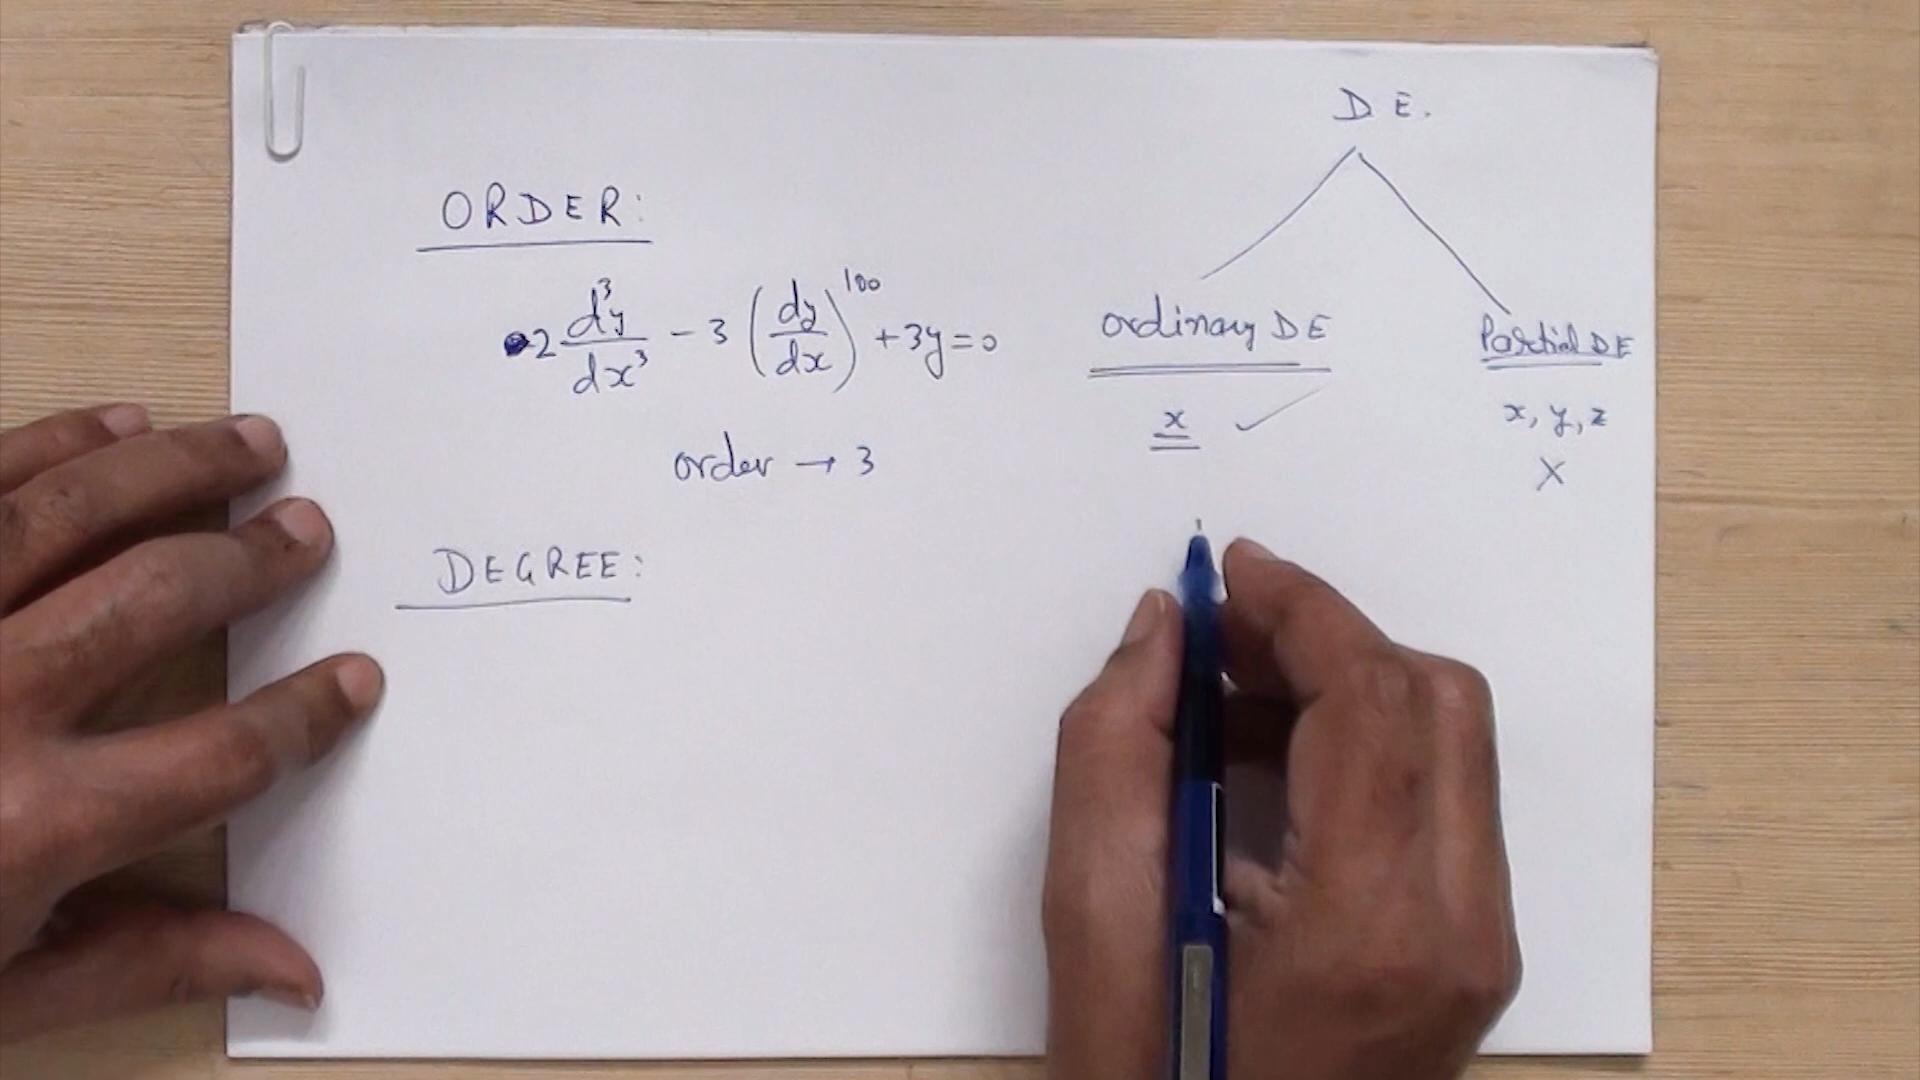 D. E.
ORDER:
2 d³y/dx³ − 3 (dy/dx)¹⁰⁰ + 3y = 0
order → 3
DEGREE:
ordinary DE
x ✓
Partial DE
x, y, z
X